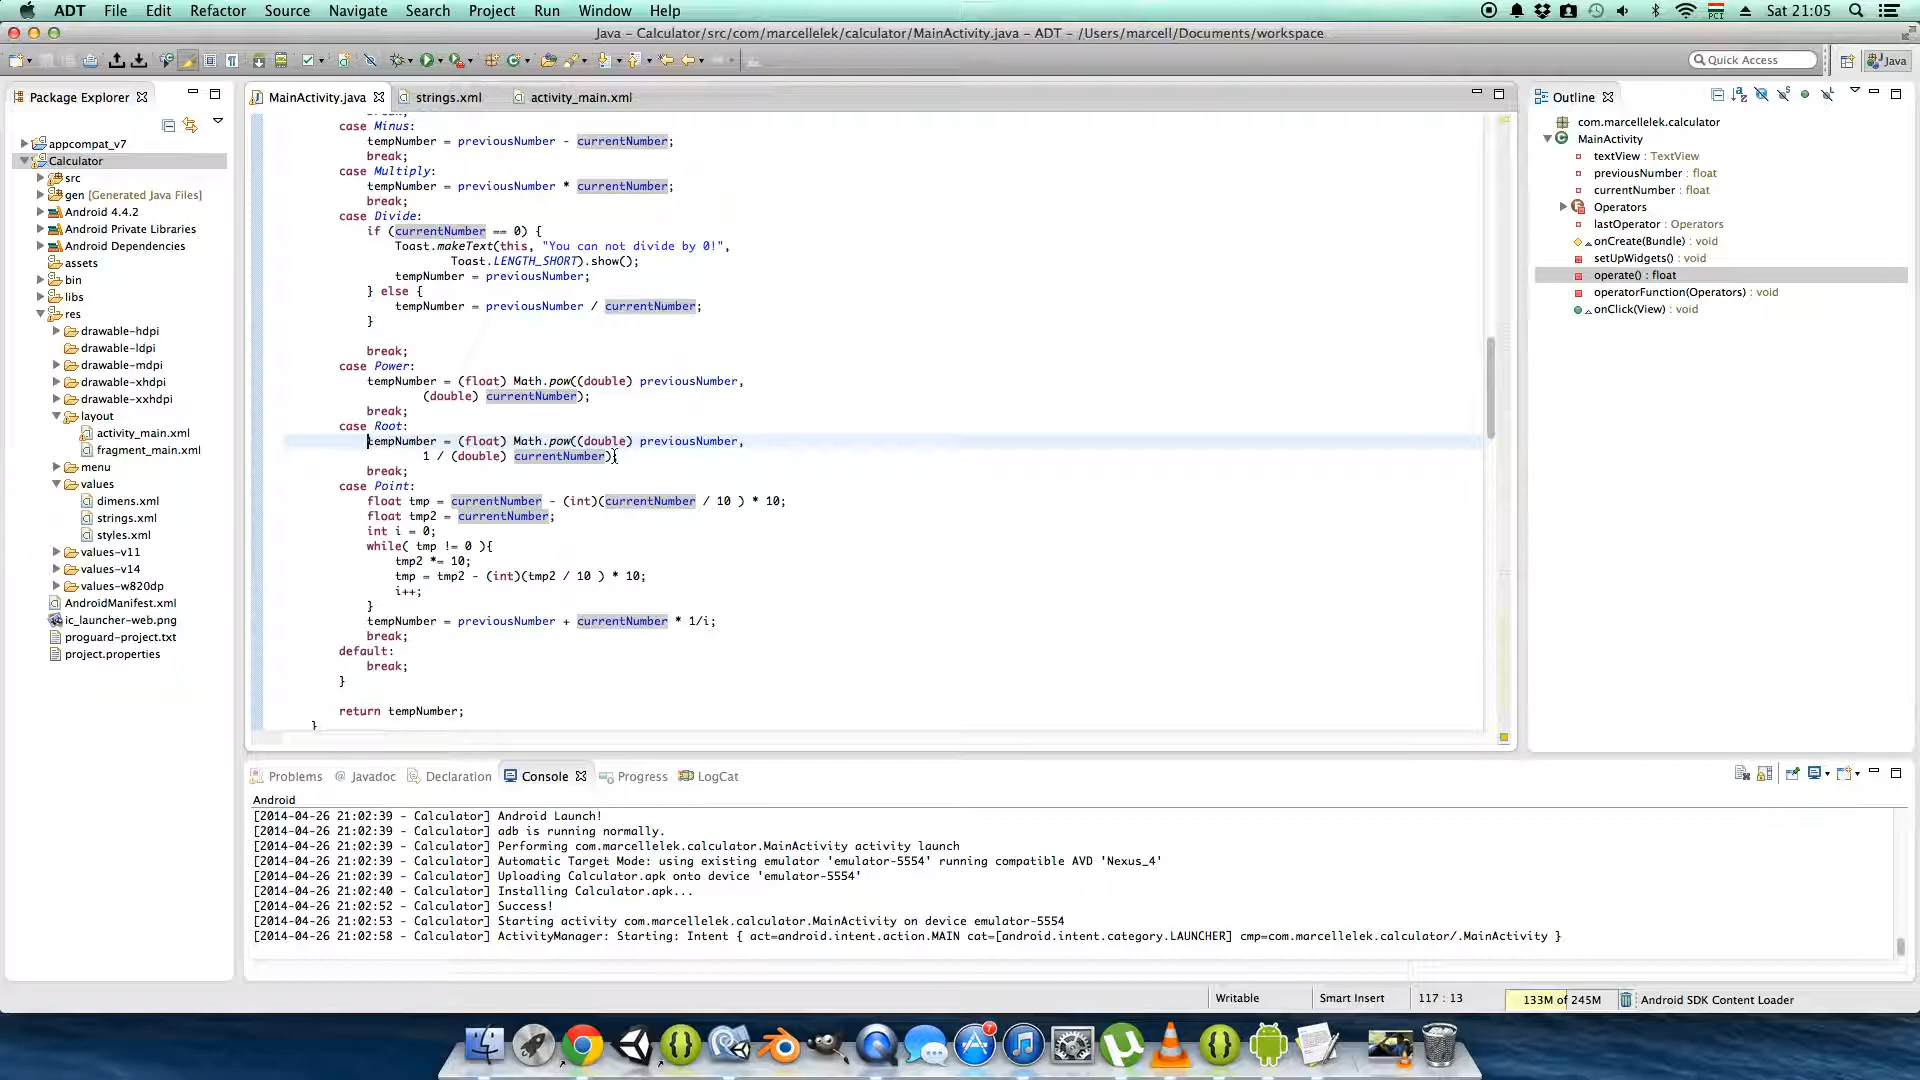 ADT File Edit Refactor Source Navigate Search Project Run Window Help
PCI
Sat 21:05
Java – Calculator/src/com/marcellelek/calculator/MainActivity.java – ADT – /Users/marcell/Documents/workspace
Quick Access
Java
Package Explorer
appcompat_v7
Calculator
src
gen [Generated Java Files]
Android 4.4.2
Android Private Libraries
Android Dependencies
assets
bin
libs
res
drawable-hdpi
drawable-ldpi
drawable-mdpi
drawable-xhdpi
drawable-xxhdpi
layout
activity_main.xml
fragment_main.xml
menu
values
dimens.xml
strings.xml
styles.xml
values-v11
values-v14
values-w820dp
AndroidManifest.xml
ic_launcher-web.png
proguard-project.txt
project.properties
MainActivity.java strings.xml activity_main.xml
break;
case Minus:
tempNumber = previousNumber - currentNumber;
break;
case Multiply:
tempNumber = previousNumber * currentNumber;
break;
case Divide:
if (currentNumber == 0) {
Toast.makeText(this, "You can not divide by 0!",
Toast.LENGTH_SHORT).show();
tempNumber = previousNumber;
} else {
tempNumber = previousNumber / currentNumber;
}
break;
case Power:
tempNumber = (float) Math.pow((double) previousNumber,
(double) currentNumber);
break;
case Root:
tempNumber = (float) Math.pow((double) previousNumber,
1 / (double) currentNumber);
break;
case Point:
float tmp = currentNumber - (int)(currentNumber / 10 ) * 10;
float tmp2 = currentNumber;
int i = 0;
while( tmp != 0 ){
tmp2 *= 10;
tmp = tmp2 - (int)(tmp2 / 10 ) * 10;
i++;
}
tempNumber = previousNumber + currentNumber * 1/i;
break;
default:
break;
}
return tempNumber;
}
Outline
com.marcellelek.calculator
MainActivity
textView : TextView
previousNumber : float
currentNumber : float
Operators
lastOperator : Operators
onCreate(Bundle) : void
setUpWidgets() : void
operate() : float
operatorFunction(Operators) : void
onClick(View) : void
Problems @ Javadoc Declaration Console Progress LogCat
Android
[2014-04-26 21:02:39 - Calculator] Android Launch!
[2014-04-26 21:02:39 - Calculator] adb is running normally.
[2014-04-26 21:02:39 - Calculator] Performing com.marcellelek.calculator.MainActivity activity launch
[2014-04-26 21:02:39 - Calculator] Automatic Target Mode: using existing emulator 'emulator-5554' running compatible AVD 'Nexus_4'
[2014-04-26 21:02:39 - Calculator] Uploading Calculator.apk onto device 'emulator-5554'
[2014-04-26 21:02:40 - Calculator] Installing Calculator.apk...
[2014-04-26 21:02:52 - Calculator] Success!
[2014-04-26 21:02:53 - Calculator] Starting activity com.marcellelek.calculator.MainActivity on device emulator-5554
[2014-04-26 21:02:58 - Calculator] ActivityManager: Starting: Intent { act=android.intent.action.MAIN cat=[android.intent.category.LAUNCHER] cmp=com.marcellelek.calculator/.MainActivity }
Writable Smart Insert 117 : 13 133M of 245M Android SDK Content Loader
7